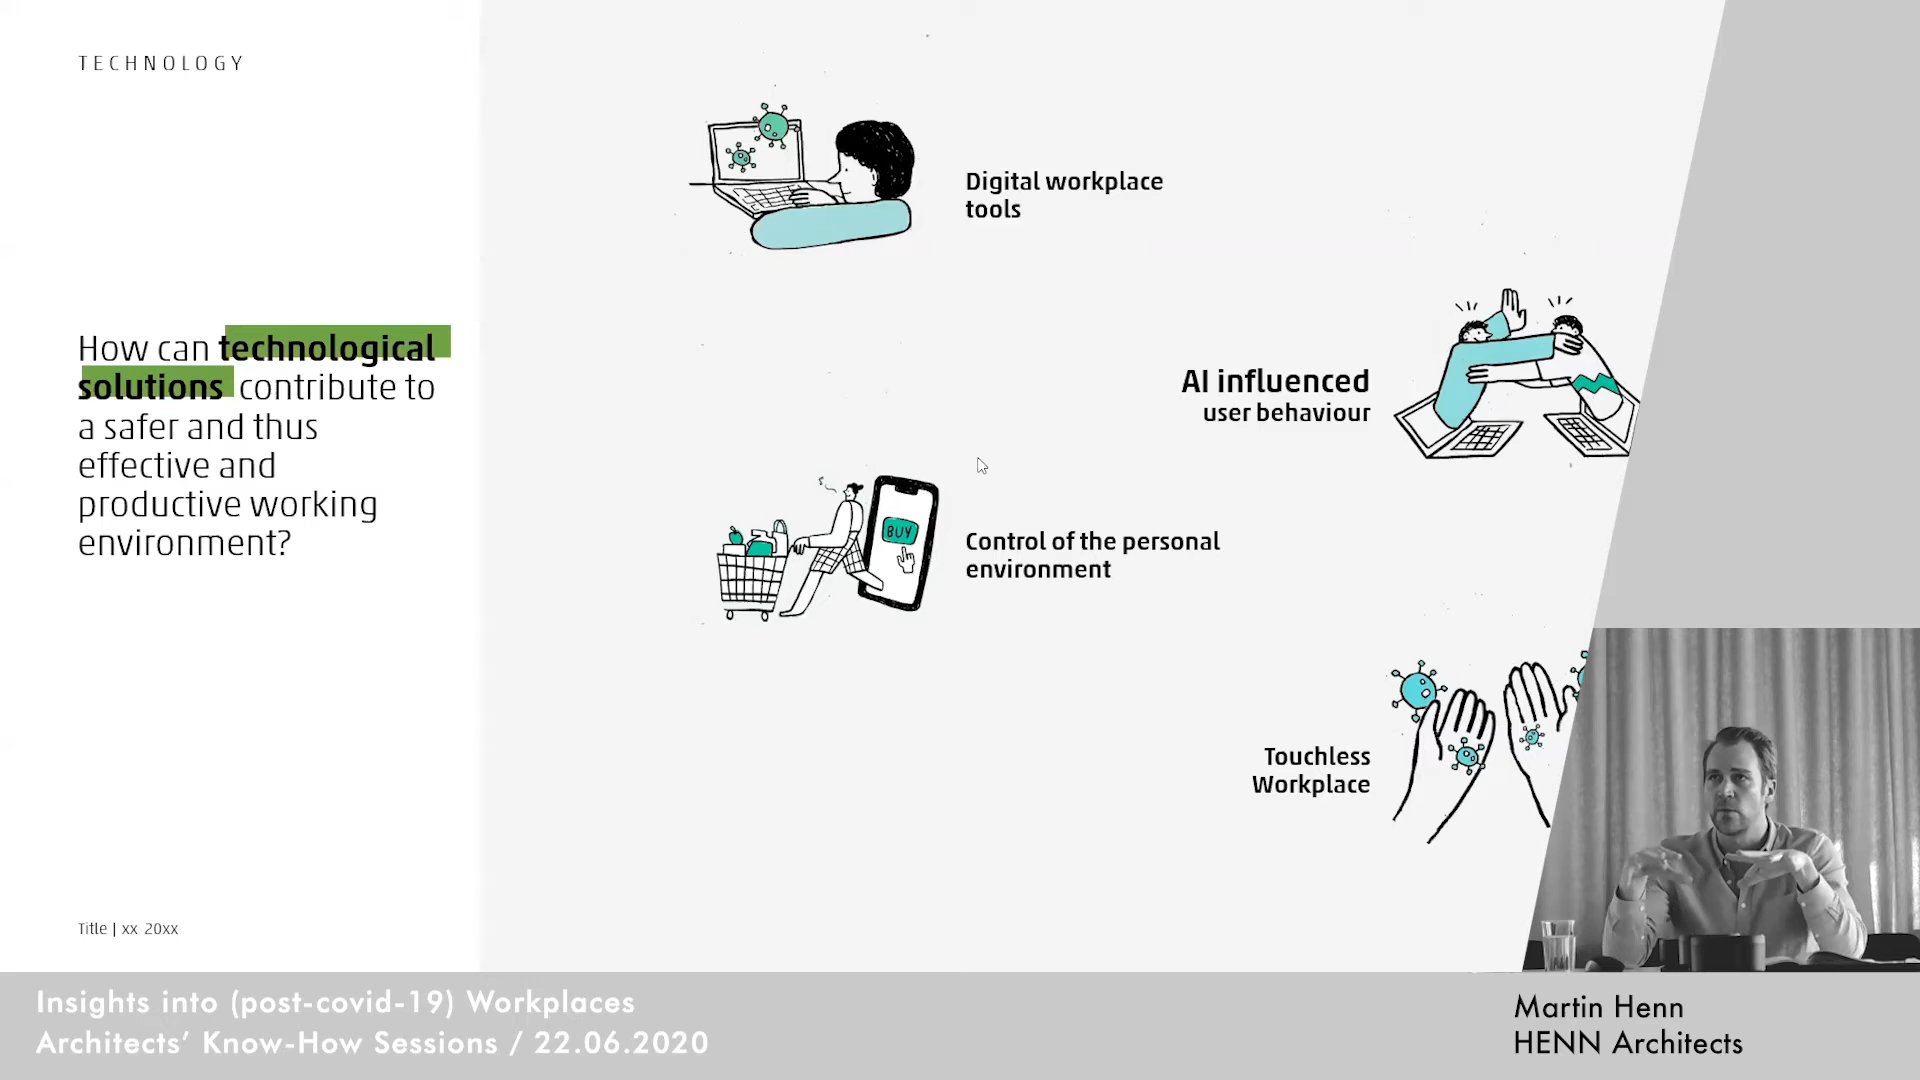 TECHNOLOGY
How can technological
solutions contribute to
a safer and thus
effective and
productive working
environment?
Digital workplace
tools
AI influenced
user behaviour
BUY
Control of the personal
environment
Touchless
Workplace
Title | xx 20xx
Insights into (post-covid-19) Workplaces
Architects’ Know-How Sessions / 22.06.2020
Martin Henn
HENN Architects